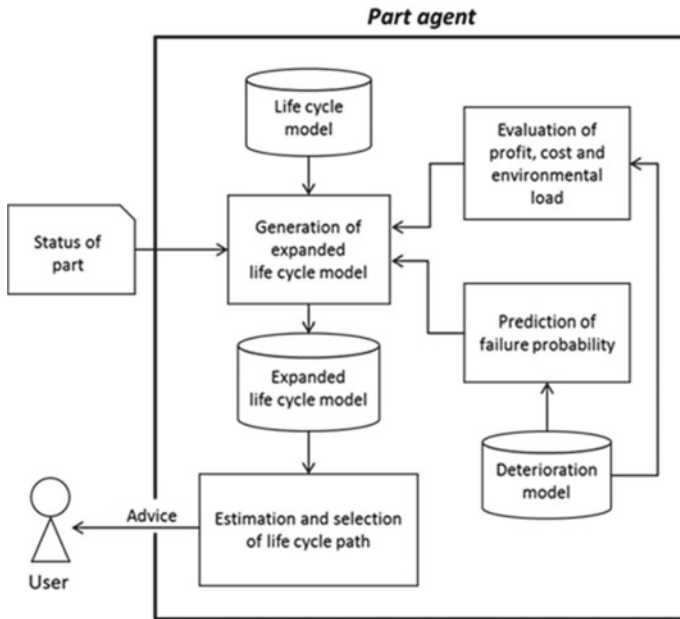 Part agent
Life cycle
model
Evaluation of
profit, cost and
environmental
load
Status of
part
Generation of
expanded
life cycle model
Prediction of
failure probability
Expanded
life cycle model
Deterioration
model
Advice
Estimation and selection
of life cycle path
User